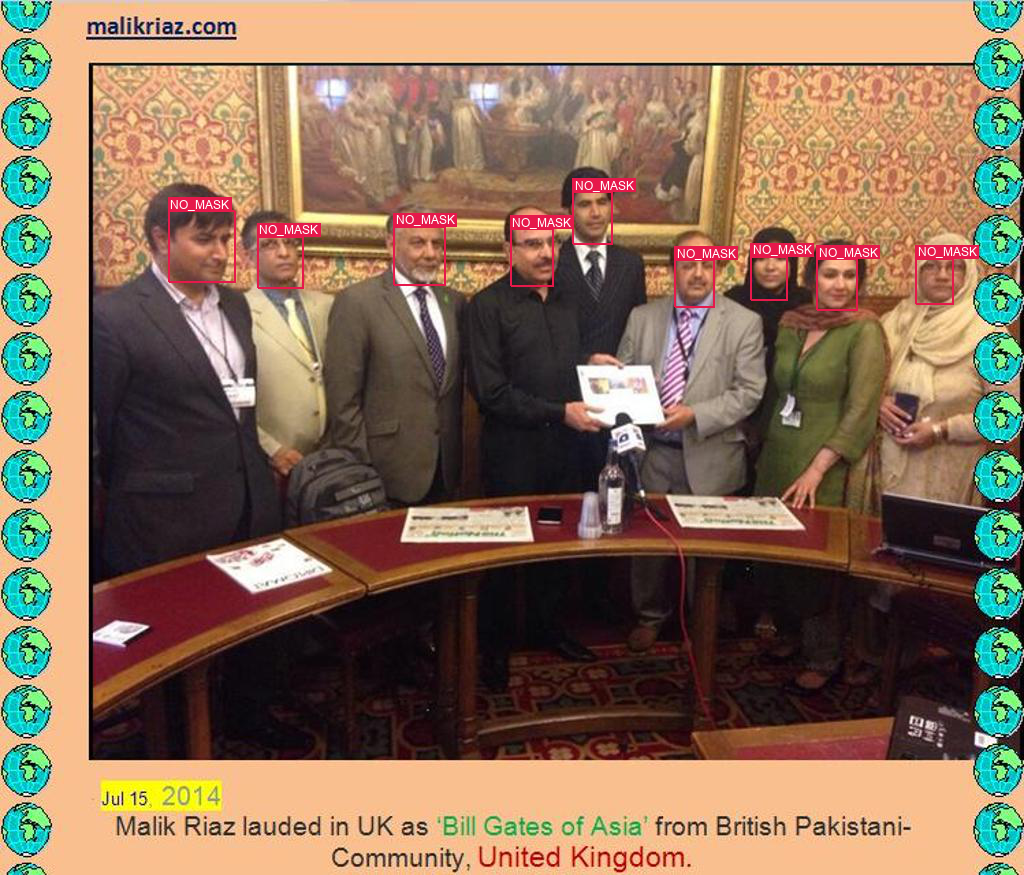 malikriaz.com
NO_MASK
NO_MASK
NO_MASK
NO_MASK
NO_MASK
NO_MASK
NO_MASK
NO_MASK
NO_MASK
Jul 15, 2014
Malik Riaz lauded in UK as ‘Bill Gates of Asia’ from British Pakistani-
Community, United Kingdom.